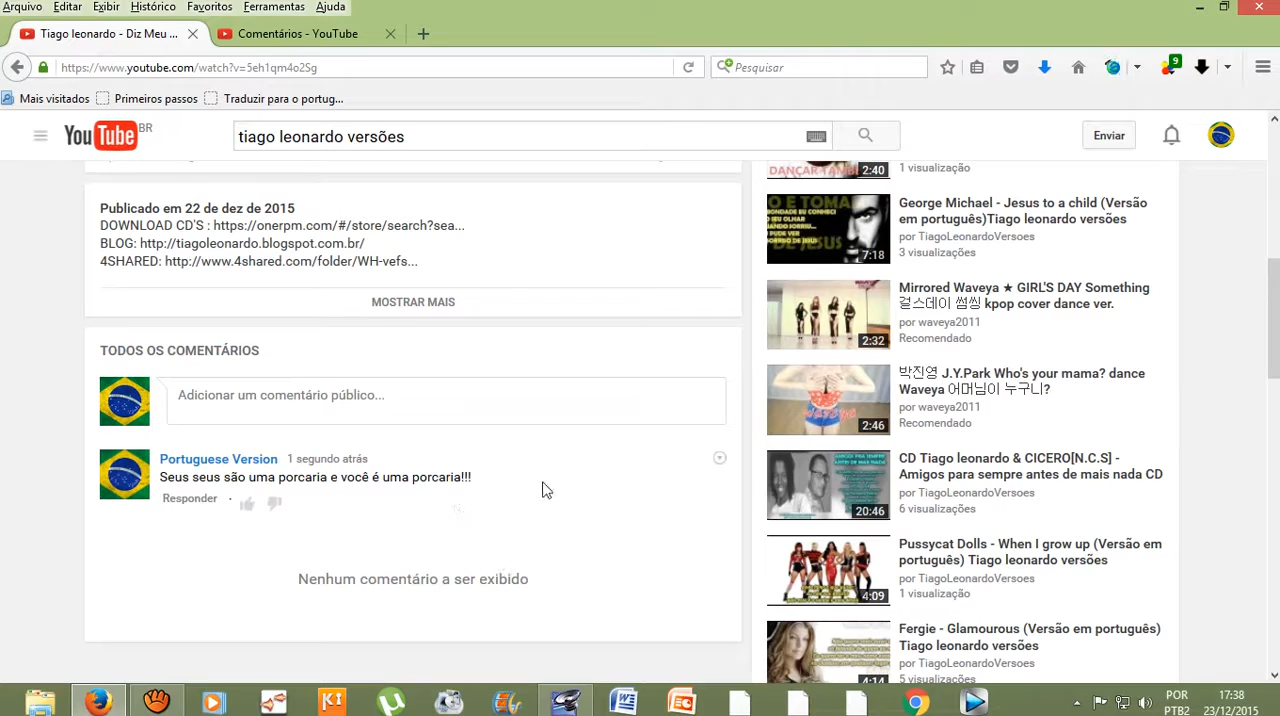 Arquivo Editar Exibir Histórico Favoritos Ferramentas Ajuda
Tiago leonardo - Diz Meu ...
Comentários - YouTube
https://www.youtube.com/watch?v=5eh1qm4o2Sg
Pesquisar
9
Mais visitados
Primeiros passos
Traduzir para o portug...
YouTube BR
tiago leonardo versões
Enviar
Publicado em 22 de dez de 2015
DOWNLOAD CD'S : https://onerpm.com/#/store/search?sea...
BLOG: http://tiagoleonardo.blogspot.com.br/
4SHARED: http://www.4shared.com/folder/WH-vefs...
MOSTRAR MAIS
TODOS OS COMENTÁRIOS
Adicionar um comentário público...
Portuguese Version 1 segundo atrás
Seus seus são uma porcaria e você é uma porcaria!!!
Responder ·
Nenhum comentário a ser exibido
2:40
1 visualização
7:18
George Michael - Jesus to a child (Versão
em português)Tiago leonardo versões
por TiagoLeonardoVersoes
3 visualizações
2:32
Mirrored Waveya ★ GIRL'S DAY Something
걸스데이 썸씽 kpop cover dance ver.
por waveya2011
Recomendado
2:46
박진영 J.Y.Park Who's your mama? dance
Waveya 어머님이 누구니?
por waveya2011
Recomendado
20:46
CD Tiago leonardo & CICERO[N.C.S] -
Amigos para sempre antes de mais nada CD
por TiagoLeonardoVersoes
6 visualizações
4:09
Pussycat Dolls - When I grow up (Versão em
português) Tiago leonardo versões
por TiagoLeonardoVersoes
1 visualização
4:14
Fergie - Glamourous (Versão em português)
Tiago leonardo versões
por TiagoLeonardoVersoes
5 visualizações
POR
PTB2
17:38
23/12/2015